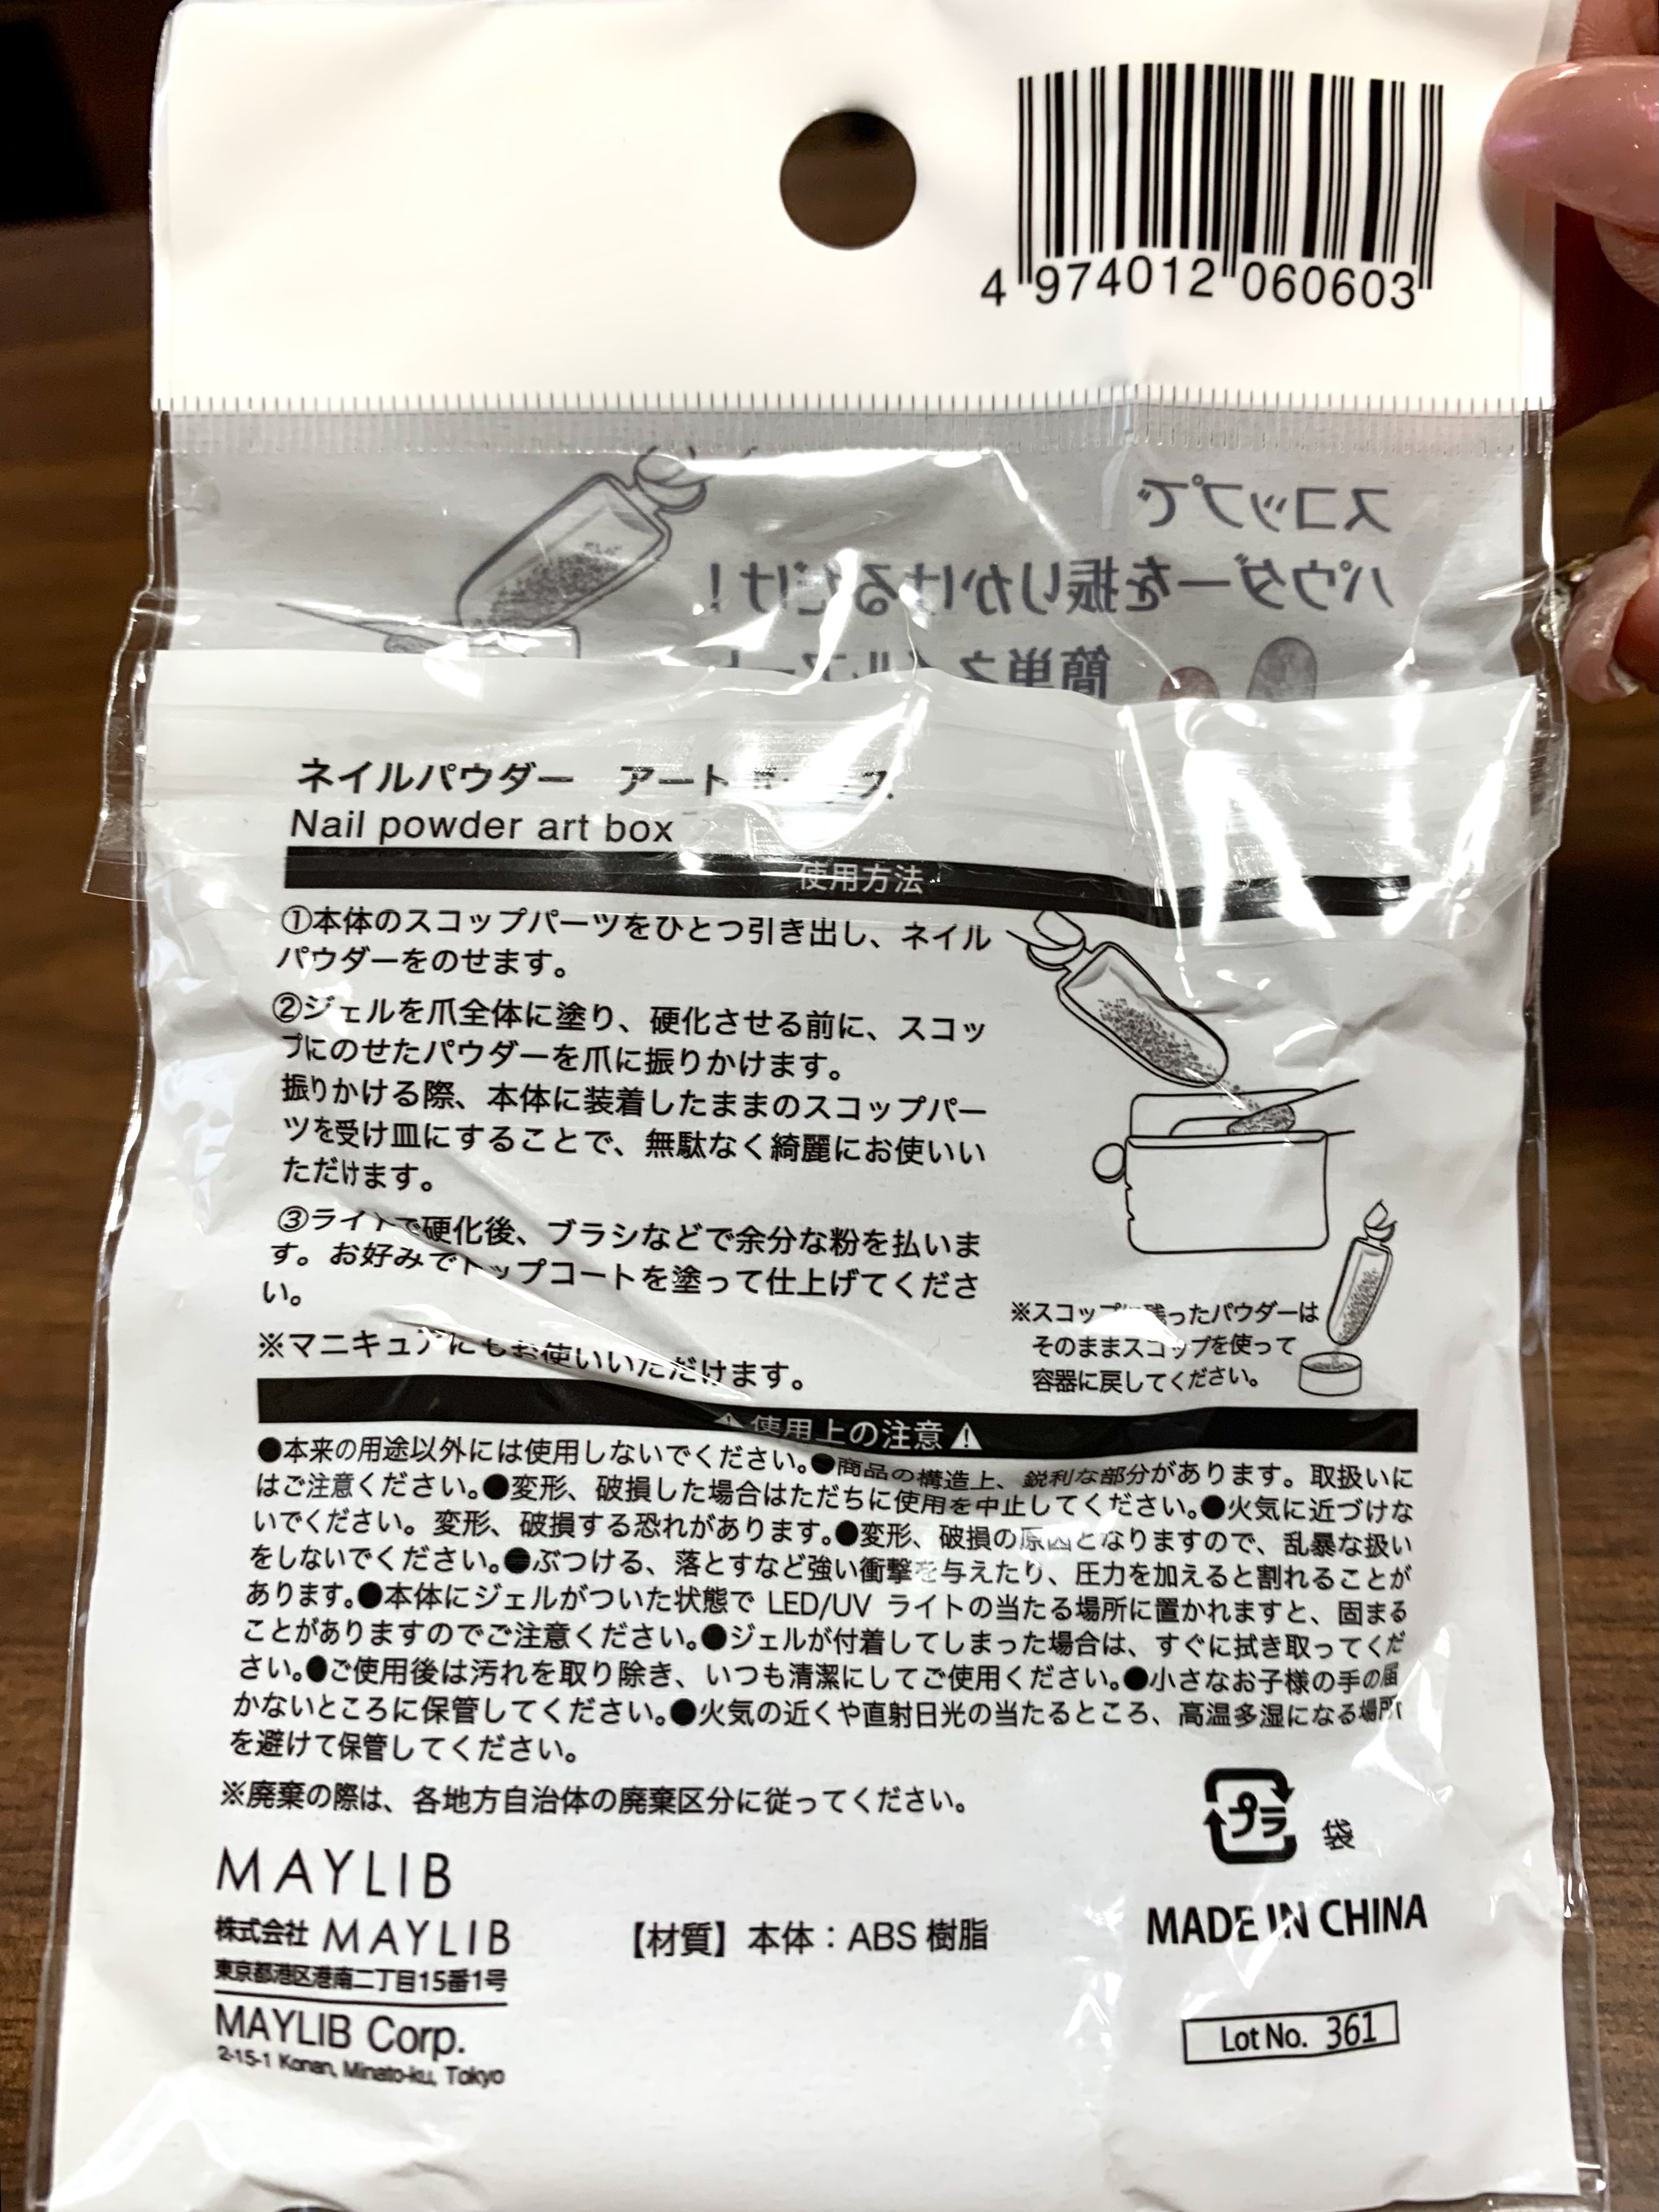 4 974012 060603
スコップで
パウダーを振りかけるだけ!
簡単ネイルアート
ネイルパウダー アート
Nail powder art box
使用方法
①本体のスコップパーツをひとつ引き出し、ネイル
パウダーをのせます。
②ジェルを爪全体に塗り、硬化させる前に、スコッ
プにのせたパウダーを爪に振りかけます。
振りかける際、本体に装着したままのスコップパー
ツを受け皿にすることで、無駄なく綺麗にお使いい
ただけます。
③ライトで硬化後、ブラシなどで余分な粉を払いま
す。お好みでトップコートを塗って仕上げてくださ
い。
※マニキュアにもお使いいただけます。
※スコップに残ったパウダーは
そのままスコップを使って
容器に戻してください。
⚠使用上の注意⚠
●本来の用途以外には使用しないでください。●商品の構造上、鋭利な部分があります。取扱いに
はご注意ください。●変形、破損した場合はただちに使用を中止してください。●火気に近づけな
いでください。変形、破損する恐れがあります。●変形、破損の原因となりますので、乱暴な扱い
をしないでください。●ぶつける、落とすなど強い衝撃を与えたり、圧力を加えると割れることが
あります。●本体にジェルがついた状態で LED/UV ライトの当たる場所に置かれますと、固まる
ことがありますのでご注意ください。●ジェルが付着してしまった場合は、すぐに拭き取ってくだ
さい。●ご使用後は汚れを取り除き、いつも清潔にしてご使用ください。●小さなお子様の手の届
かないところに保管してください。●火気の近くや直射日光の当たるところ、高温多湿になる場所
を避けて保管してください。
※廃棄の際は、各地方自治体の廃棄区分に従ってください。
プラ 袋
MAYLIB
株式会社 MAYLIB
東京都港区港南二丁目15番1号
MAYLIB Corp.
2-15-1 Konan, Minato-ku, Tokyo
【材質】本体：ABS 樹脂
MADE IN CHINA
Lot No. 361